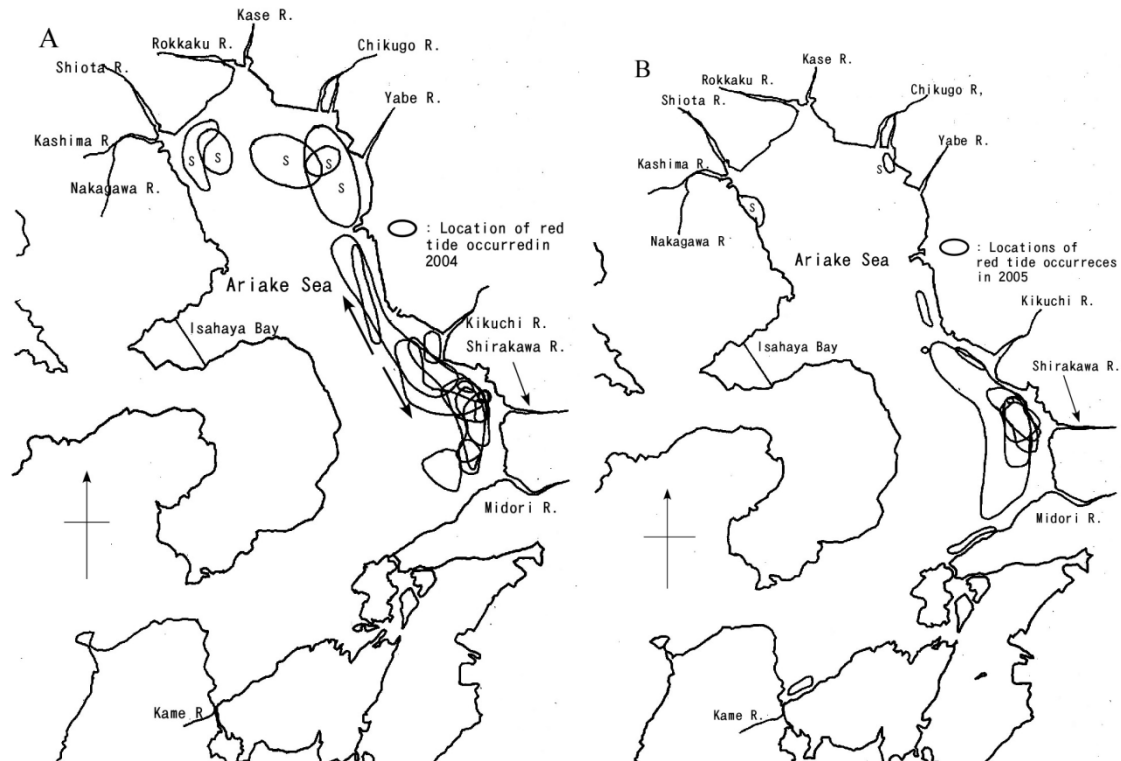 A
Kase R.
Rokkaku R.
Chikugo R.
Shiota R.
Yabe R.
Kashima R
S
S
S
S
S
Nakagawa R.
: Location of red
tide occurredin
2004
Ariake Sea
Isahaya Bay
Kikuchi R.
Shirakawa R.
Midori R.
Kame R.
B
Kase R.
Rokkaku R.
Chikugo R,
Shiota R.
Yabe R.
Kashima R.
S
S
Nakagawa R
: Locations of
red tide occurreces
in 2005
Ariake Sea
Kikuchi R.
Isahaya Bay
Shirakawa R.
Midori R.
Kame R.